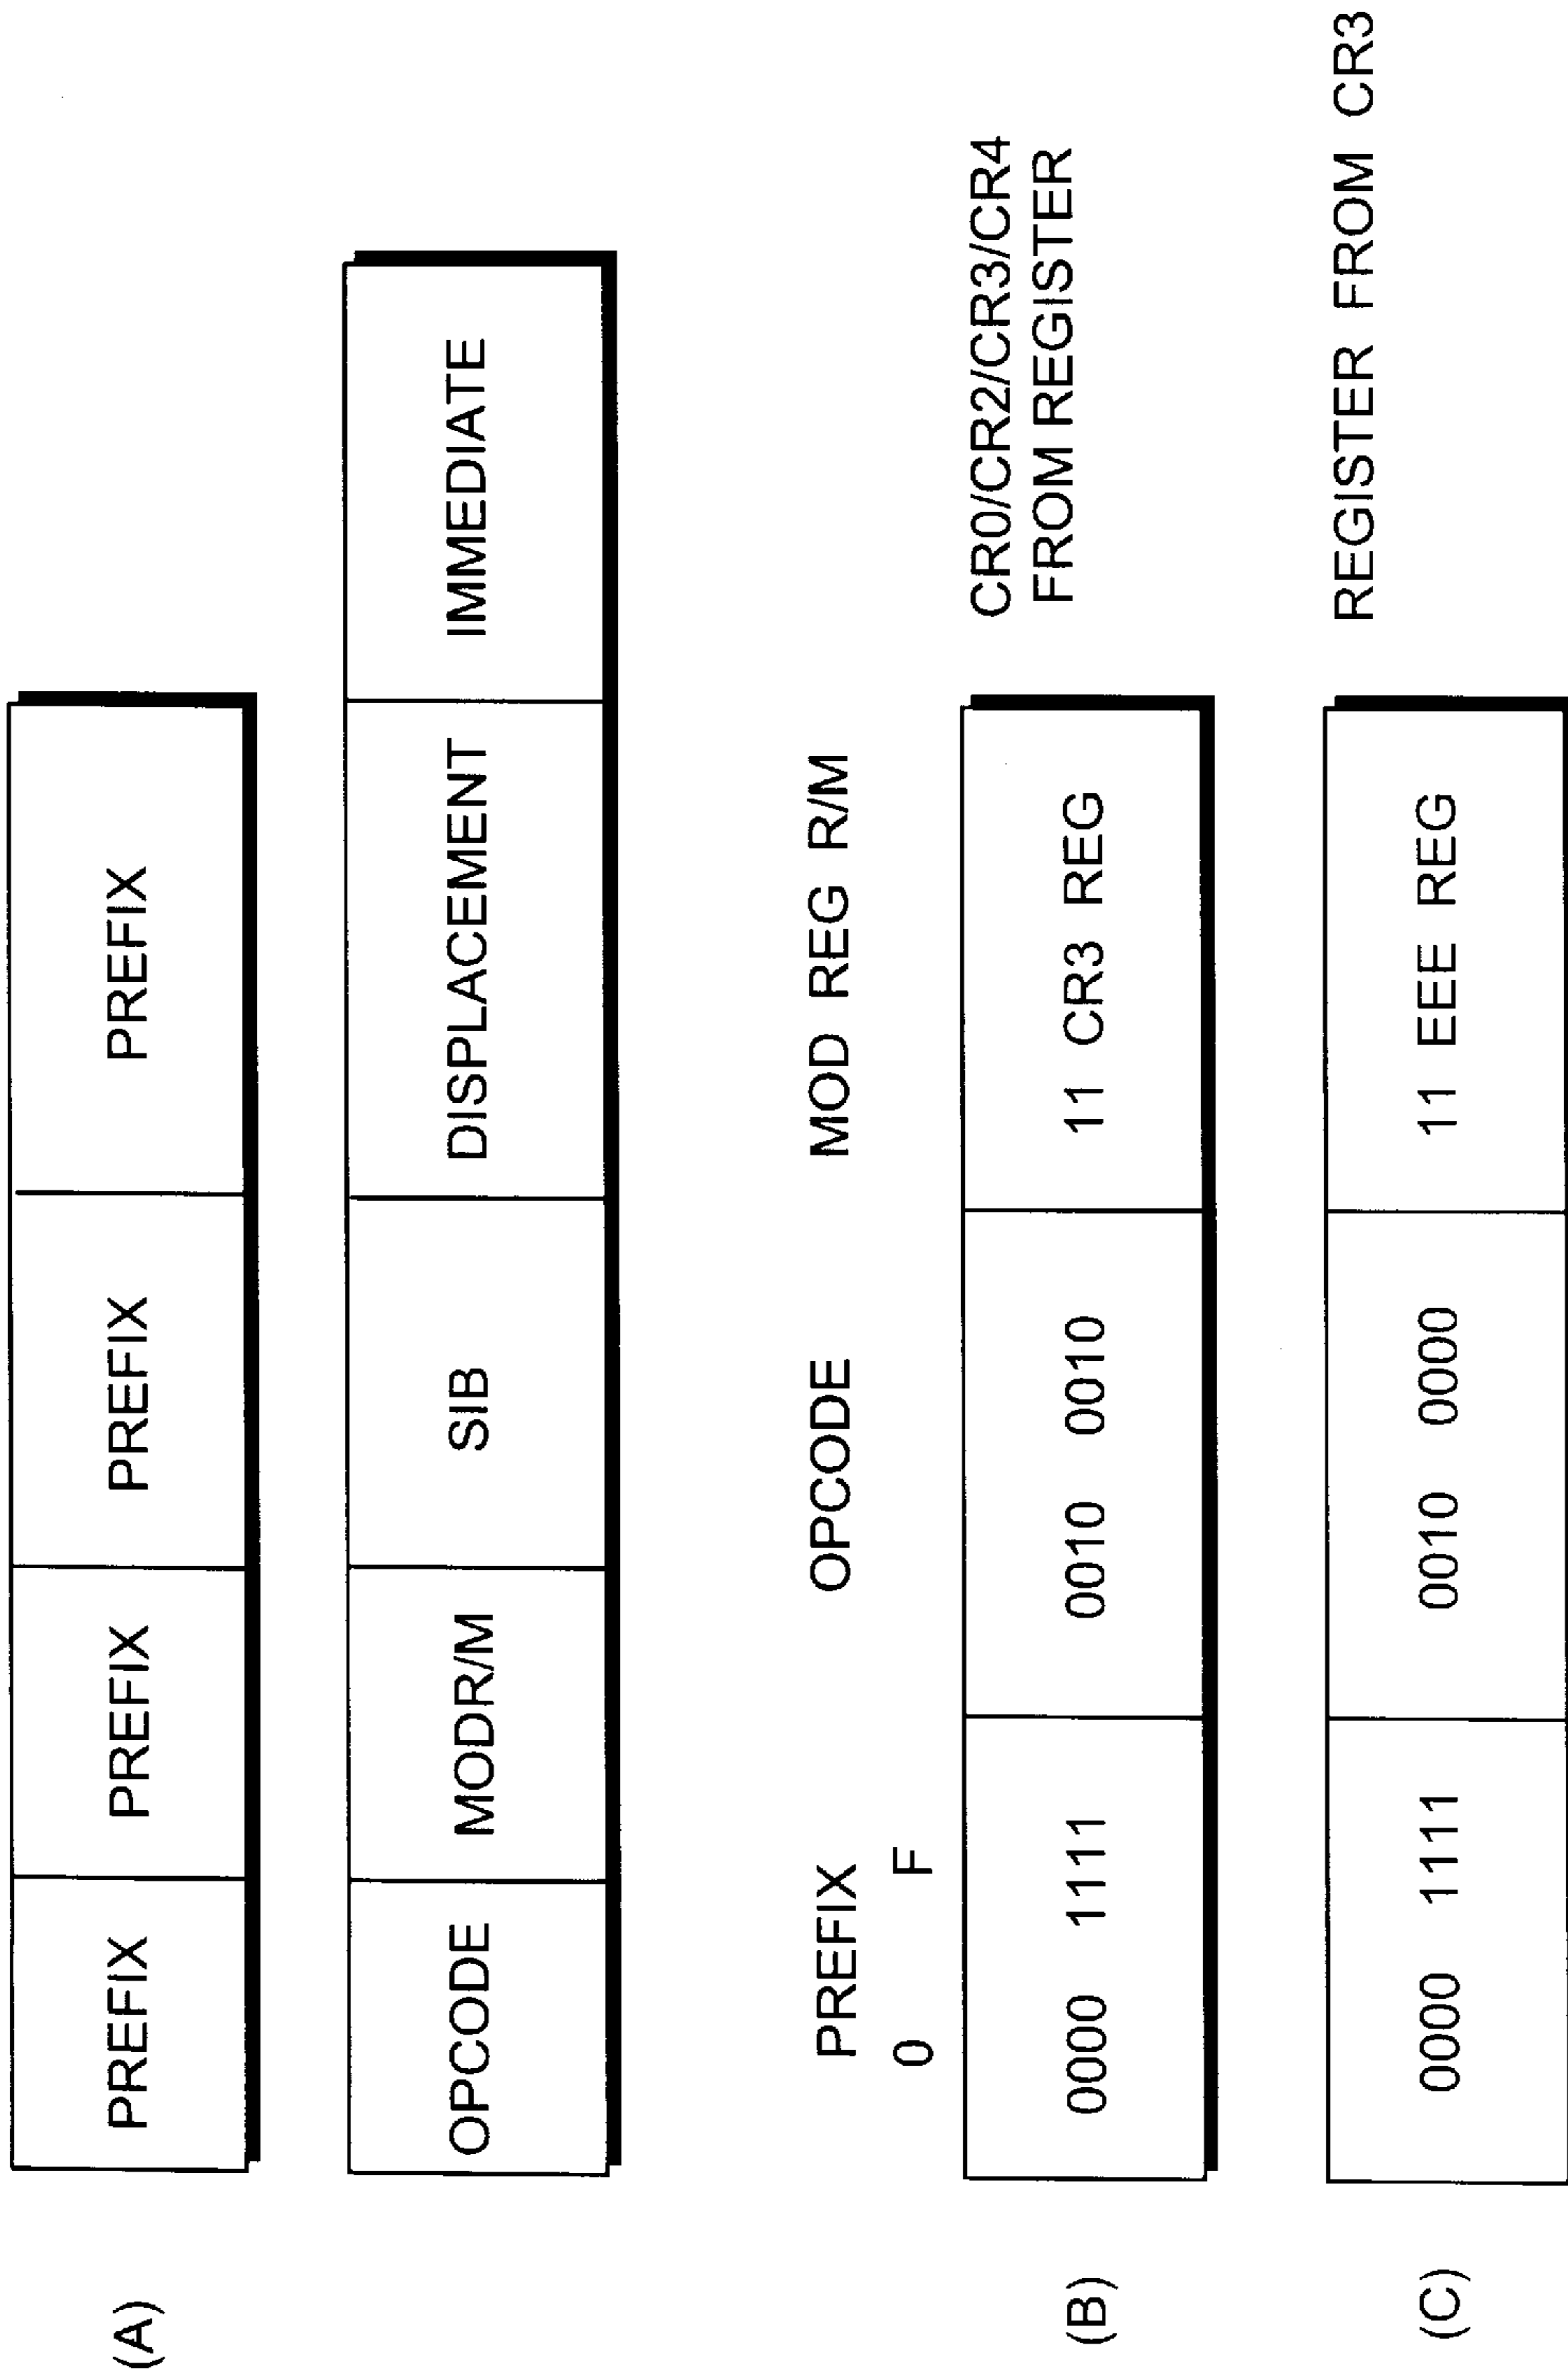 (A) PREFIX PREFIX PREFIX PREFIX
OPCODE MODR/M SIB DISPLACEMENT IMMEDIATE
PREFIX OPCODE MOD REG R/M
0 F
(B) 0000 1111 0010 0010 11 CR3 REG CR0/CR2/CR3/CR4
FROM REGISTER
(C) 0000 1111 0010 0000 11 EEE REG REGISTER FROM CR3